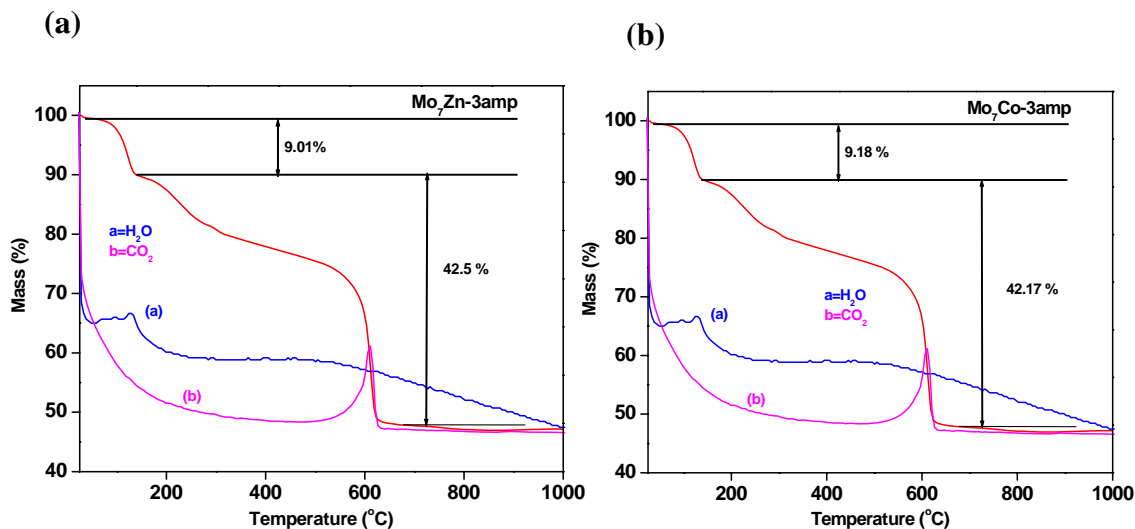 (a)
Mo₇Zn-3amp
9.01%
42.5 %
a=H₂O
b=CO₂
(a)
(b)
100
90
80
70
60
50
40
Mass (%)
200
400
600
800
1000
Temperature (°C)
(b)
Mo₇Co-3amp
9.18 %
42.17 %
a=H₂O
b=CO₂
(a)
(b)
100
90
80
70
60
50
40
Mass (%)
200
400
600
800
1000
Temperature (°C)